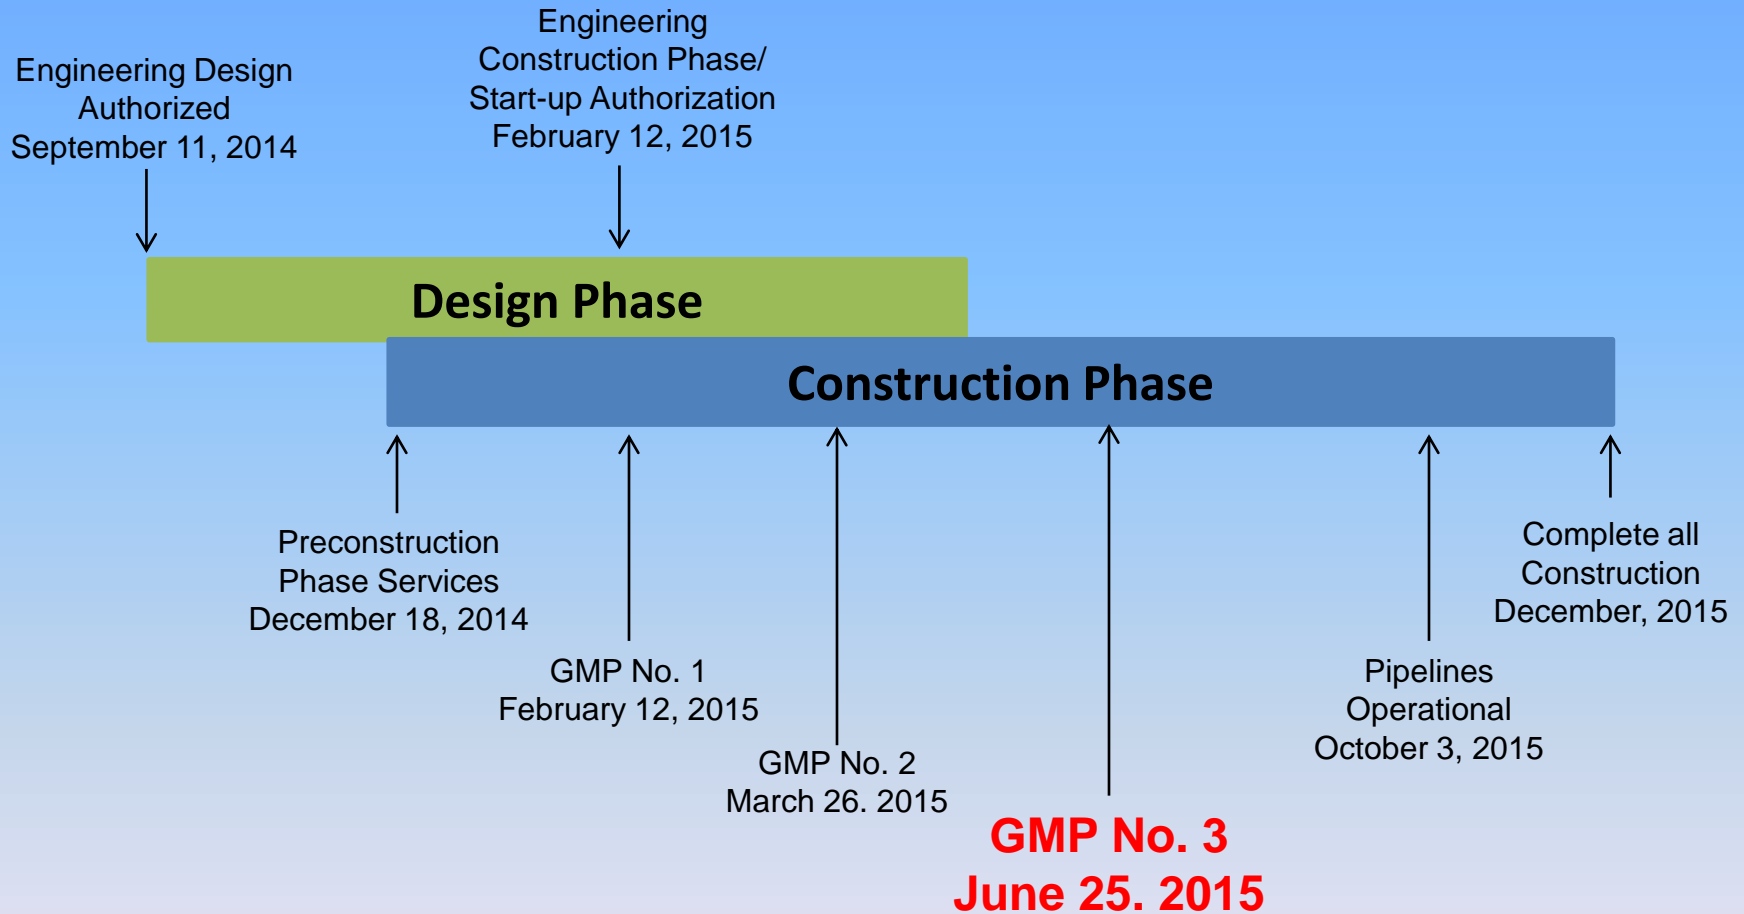 Engineering Design
Authorized
September 11, 2014
Engineering
Construction Phase/
Start-up Authorization
February 12, 2015
Design Phase
Construction Phase
Preconstruction
Phase Services
December 18, 2014
GMP No. 1
February 12, 2015
GMP No. 2
March 26. 2015
GMP No. 3
June 25. 2015
Pipelines
Operational
October 3, 2015
Complete all
Construction
December, 2015